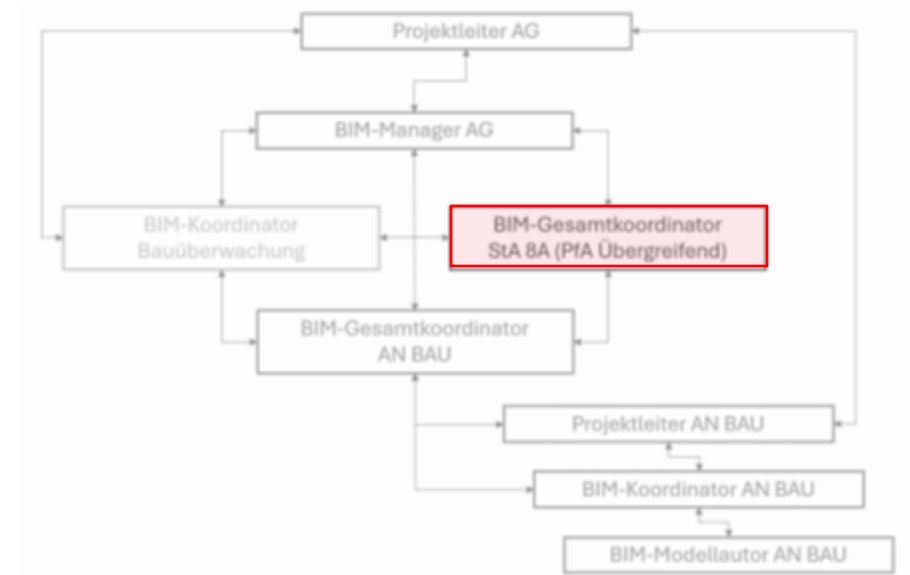 Projektleiter AG
BIM-Manager AG
BIM-Koordinator
Bauüberwachung
BIM-Gesamtkoordinator
StA 8A (PfA Übergreifend)
BIM-Gesamtkoordinator
AN BAU
Projektleiter AN BAU
BIM-Koordinator AN BAU
BIM-Modellautor AN BAU